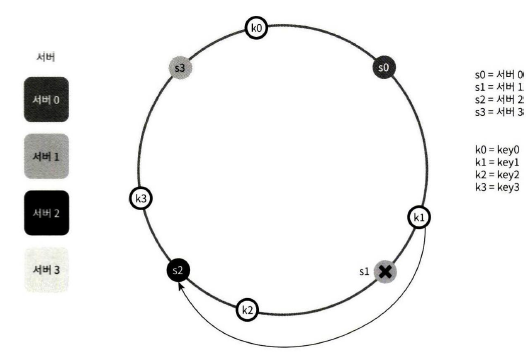 서버
서버 0
서버 1
서버 2
서버 3
k0
s3
s0
k3
k1
s2
s1
k2
s0 = 서버 0
s1 = 서버 1
s2 = 서버 2
s3 = 서버 3
k0 = key0
k1 = key1
k2 = key2
k3 = key3